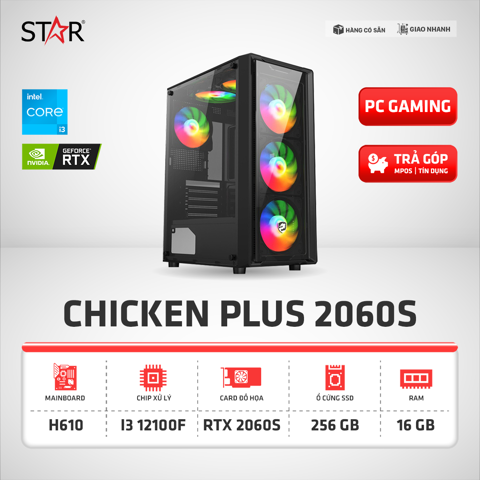 STAR
HÀNG CÓ SẴN
GIAO NHANH
intel
CORE
i3
NVIDIA
GEFORCE
RTX
PC GAMING
TRẢ GÓP
MPOS | TÍN DỤNG
CHICKEN PLUS 2060S
MAINBOARD
CHIP XỬ LÝ
CARD ĐỒ HỌA
Ổ CỨNG SSD
RAM
H610
I3 12100F
RTX 2060S
256 GB
16 GB